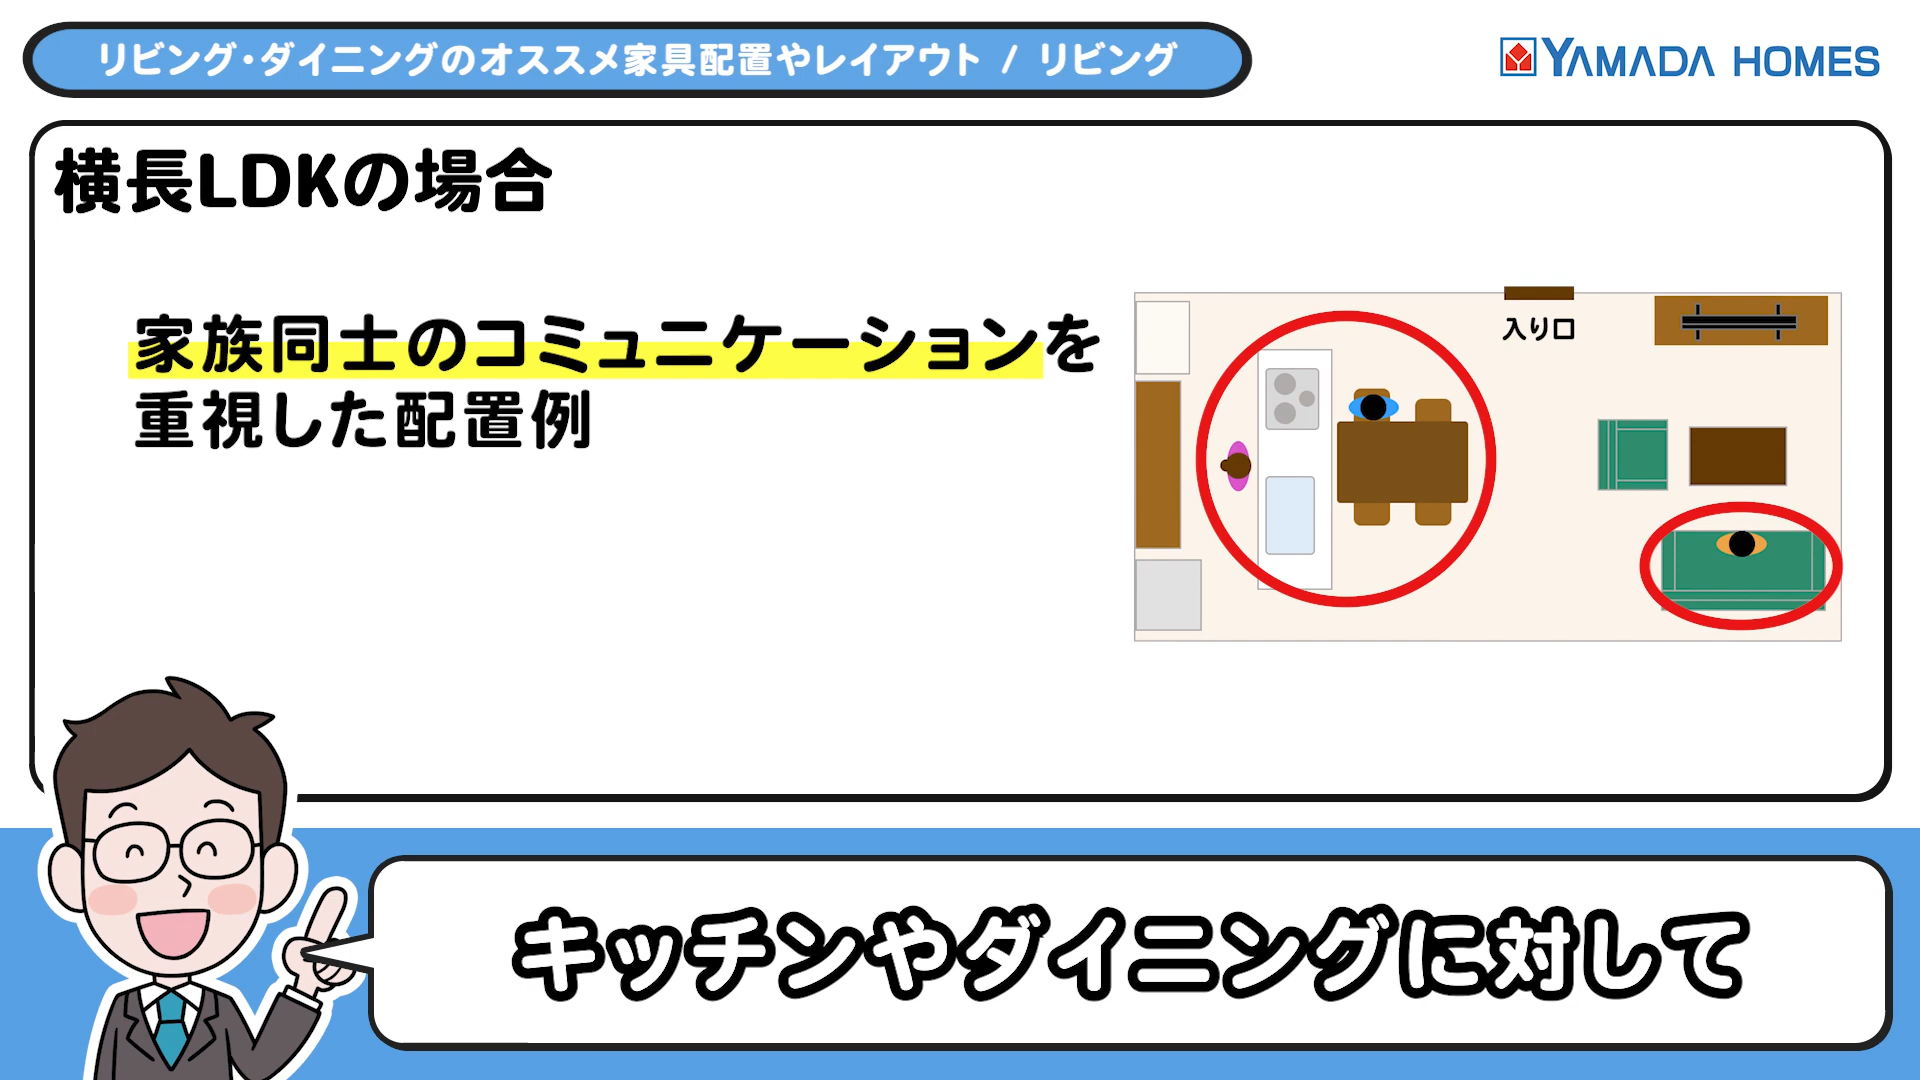 リビング・ダイニングのオススメ家具配置やレイアウト / リビング
YAMADA HOMES
横長LDKの場合
家族同士のコミュニケーションを
重視した配置例
入り口
キッチンやダイニングに対して